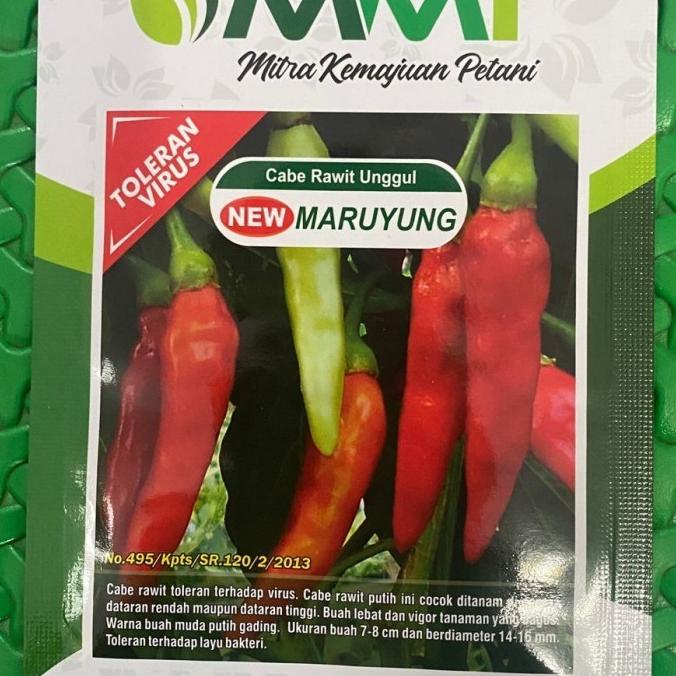 MMI
Mitra Kemajuan Petani
TOLERAN
VIRUS
Cabe Rawit Unggul
NEW MARUYUNG
No.495/Kpts/SR.120/2/2013
Cabe rawit toleran terhadap virus. Cabe rawit putih ini cocok ditanam
dataran rendah maupun dataran tinggi. Buah lebat dan vigor tanaman yang bagus.
Warna buah muda putih gading. Ukuran buah 7-8 cm dan berdiameter 14-16 mm.
Toleran terhadap layu bakteri.